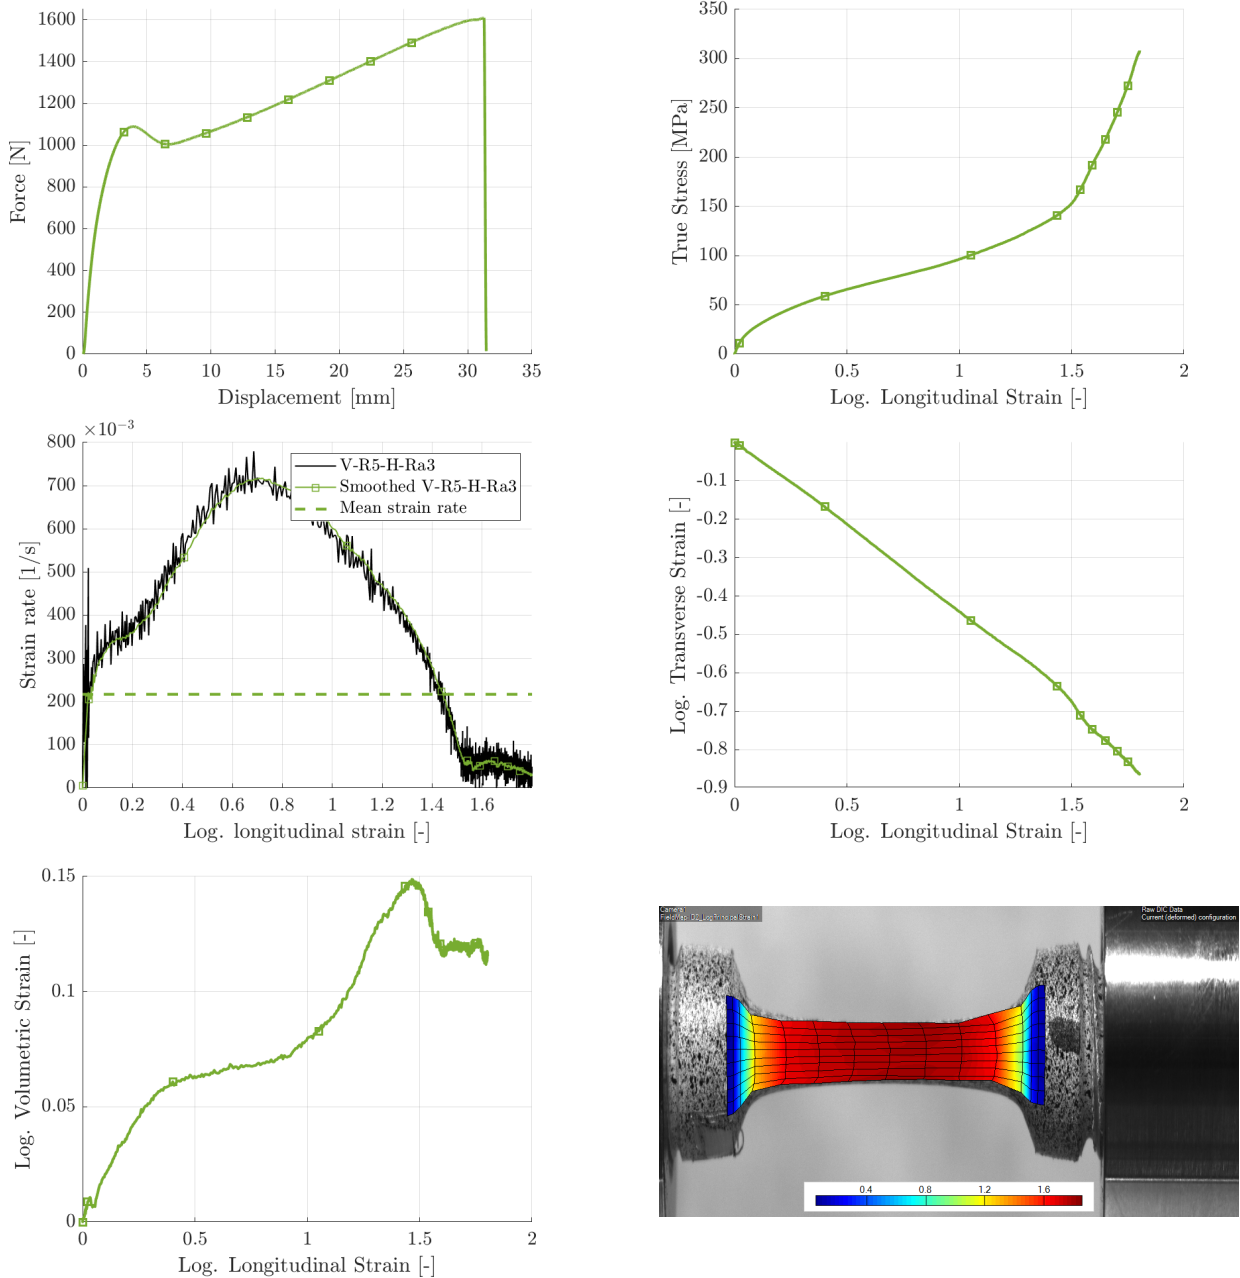 1600
1400
1200
1000
800
600
400
200
0
Force [N]
0 5 10 15 20 25 30 35
Displacement [mm]
350
300
250
200
150
100
50
0
True Stress [MPa]
0 0.5 1 1.5 2
Log. Longitudinal Strain [-]
×10⁻³
800
700
600
500
400
300
200
100
0
Strain rate [1/s]
V-R5-H-Ra3
Smoothed V-R5-H-Ra3
Mean strain rate
0 0.2 0.4 0.6 0.8 1 1.2 1.4 1.6
Log. longitudinal strain [-]
-0.1
-0.2
-0.3
-0.4
-0.5
-0.6
-0.7
-0.8
-0.9
Log. Transverse Strain [-]
0 0.5 1 1.5 2
Log. Longitudinal Strain [-]
0.15
0.1
0.05
0
Log. Volumetric Strain [-]
0 0.5 1 1.5 2
Log. Longitudinal Strain [-]
Camera1
Raw DIC Data
Current (deformed) configuration
0.4 0.8 1.2 1.6